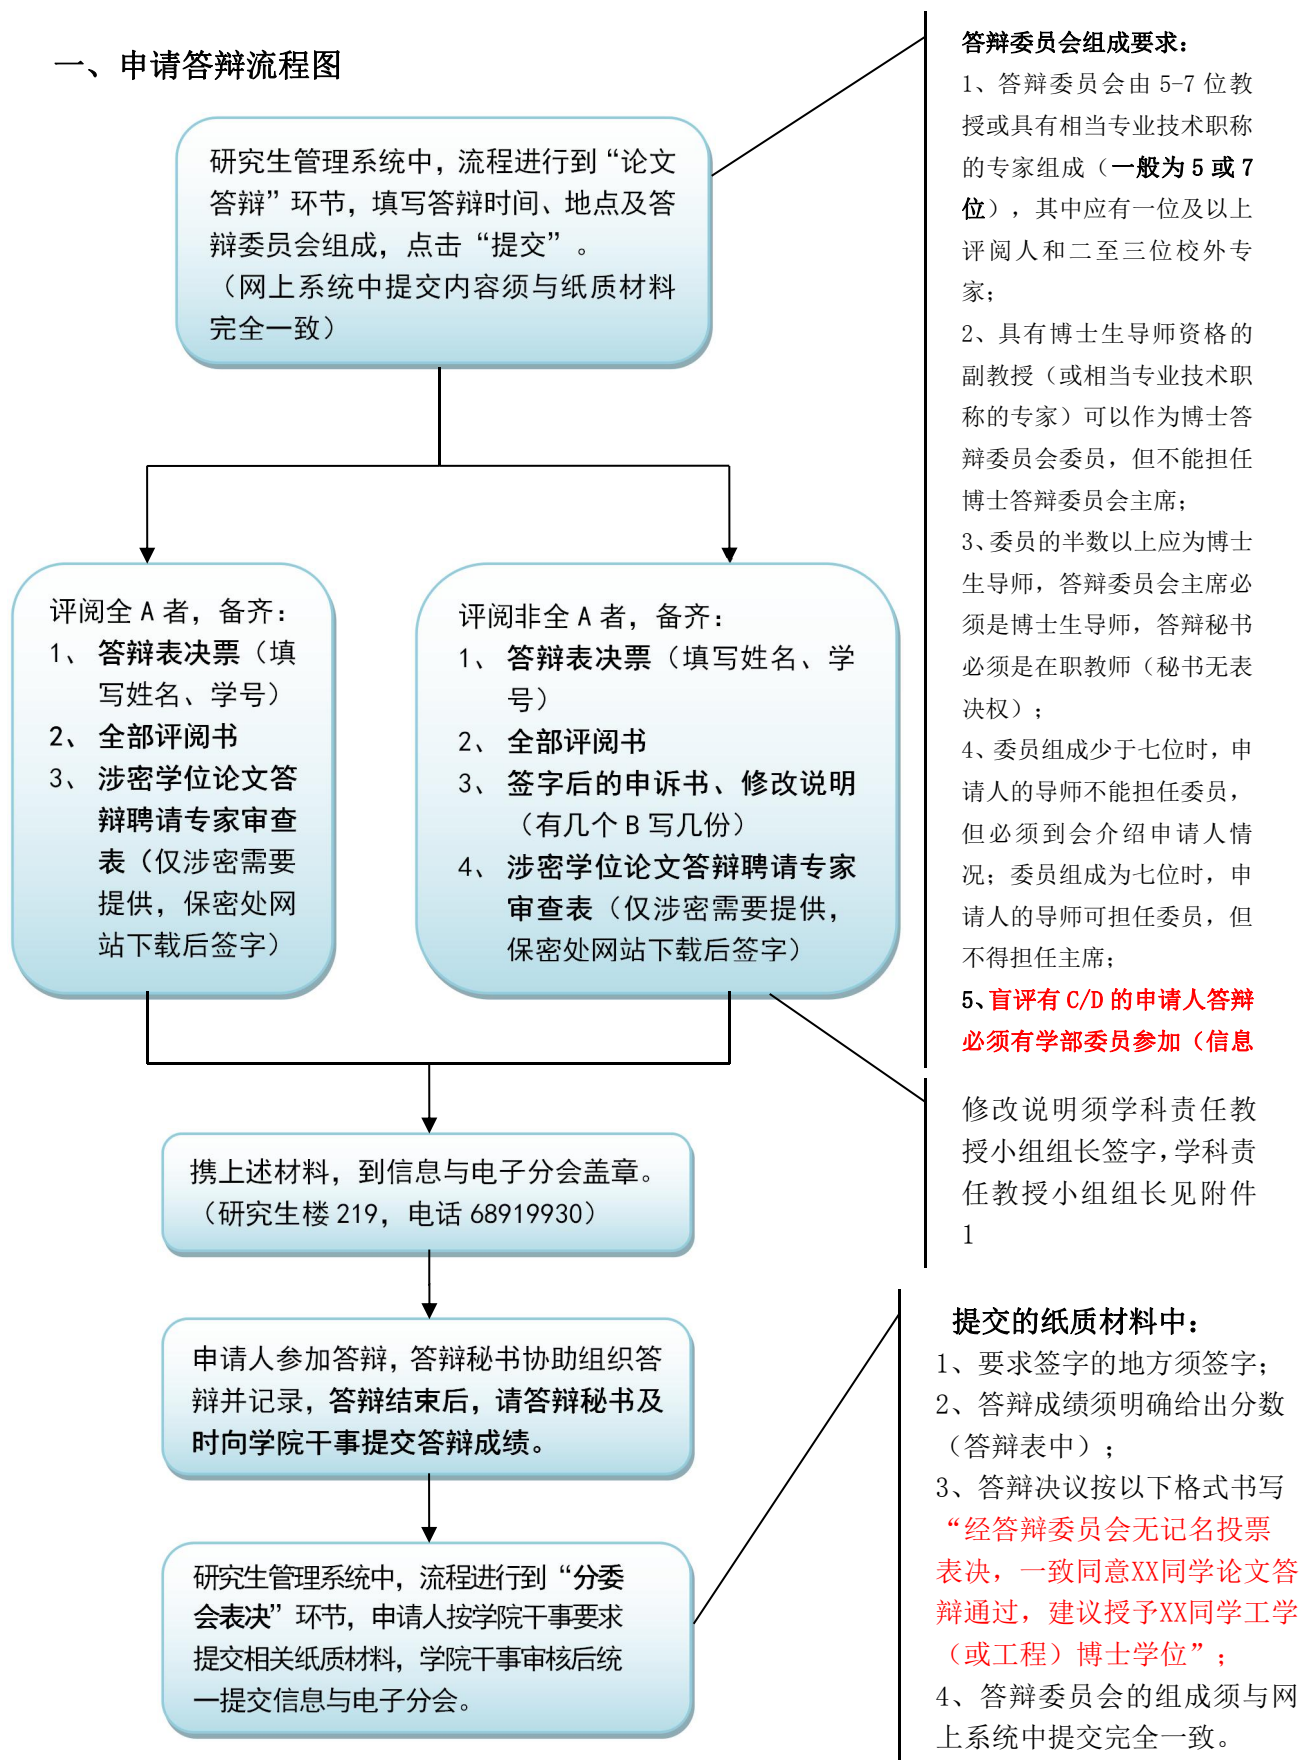 一、申请答辩流程图
研究生管理系统中，流程进行到“论文
答辩”环节，填写答辩时间、地点及答
辩委员会组成，点击“提交”。
（网上系统中提交内容须与纸质材料
完全一致）
评阅全 A 者，备齐：
1、 答辩表决票（填
写姓名、学号）
2、 全部评阅书
3、 涉密学位论文答
辩聘请专家审查
表（仅涉密需要
提供，保密处网
站下载后签字）
评阅非全 A 者，备齐：
1、 答辩表决票（填写姓名、学
号）
2、 全部评阅书
3、 签字后的申诉书、修改说明
（有几个 B 写几份）
4、 涉密学位论文答辩聘请专家
审查表（仅涉密需要提供，
保密处网站下载后签字）
携上述材料，到信息与电子分会盖章。
（研究生楼 219，电话 68919930）
申请人参加答辩，答辩秘书协助组织答
辩并记录，答辩结束后，请答辩秘书及
时向学院干事提交答辩成绩。
研究生管理系统中，流程进行到“分委
会表决”环节，申请人按学院干事要求
提交相关纸质材料，学院干事审核后统
一提交信息与电子分会。
答辩委员会组成要求：
1、答辩委员会由 5-7 位教
授或具有相当专业技术职称
的专家组成（一般为 5 或 7
位），其中应有一位及以上
评阅人和二至三位校外专
家；
2、具有博士生导师资格的
副教授（或相当专业技术职
称的专家）可以作为博士答
辩委员会委员，但不能担任
博士答辩委员会主席；
3、委员的半数以上应为博士
生导师，答辩委员会主席必
须是博士生导师，答辩秘书
必须是在职教师（秘书无表
决权）；
4、委员组成少于七位时，申
请人的导师不能担任委员，
但必须到会介绍申请人情
况；委员组成为七位时，申
请人的导师可担任委员，但
不得担任主席；
5、盲评有 C/D 的申请人答辩
必须有学部委员参加（信息
修改说明须学科责任教
授小组组长签字，学科责
任教授小组组长见附件
1
提交的纸质材料中：
1、要求签字的地方须签字；
2、答辩成绩须明确给出分数
（答辩表中）；
3、答辩决议按以下格式书写
“经答辩委员会无记名投票
表决，一致同意XX同学论文答
辩通过，建议授予XX同学工学
（或工程）博士学位”；
4、答辩委员会的组成须与网
上系统中提交完全一致。